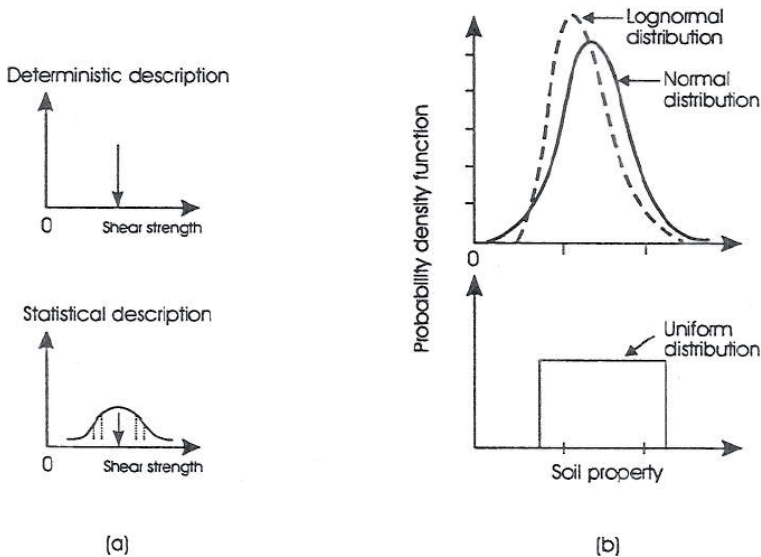 Deterministic description
0
Shear strength
Statistical description
0
Shear strength
(a)
Probability density function
Lognormal
distribution
Normal
distribution
0
Uniform
distribution
Soil property
(b)